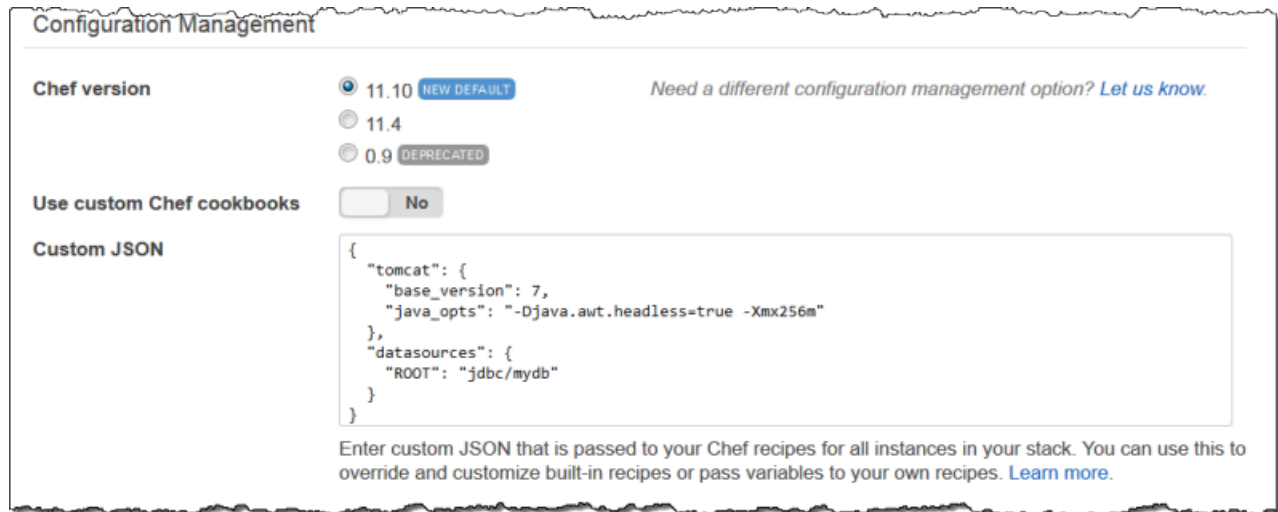 Configuration Management
Chef version
11.10 NEW DEFAULT
Need a different configuration management option? Let us know.
11.4
0.9 DEPRECATED
Use custom Chef cookbooks
No
Custom JSON
{
  "tomcat": {
    "base_version": 7,
    "java_opts": "-Djava.awt.headless=true -Xmx256m"
  },
  "datasources": {
    "ROOT": "jdbc/mydb"
  }
}
Enter custom JSON that is passed to your Chef recipes for all instances in your stack. You can use this to
override and customize built-in recipes or pass variables to your own recipes. Learn more.